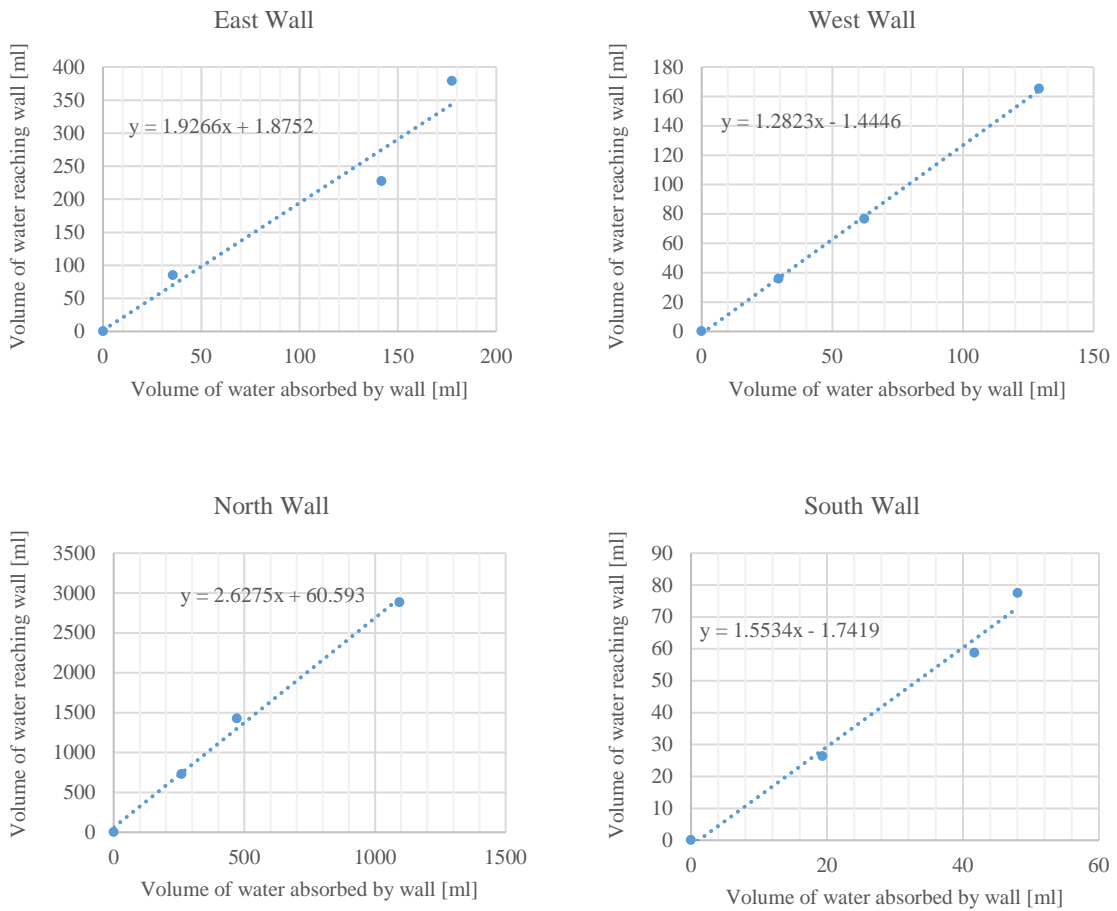 East Wall
Volume of water reaching wall [ml]
400
350
300
250
200
150
100
50
0
y = 1.9266x + 1.8752
0 50 100 150 200
Volume of water absorbed by wall [ml]
West Wall
Volume of water reaching wall [ml]
180
160
140
120
100
80
60
40
20
0
y = 1.2823x - 1.4446
0 50 100 150
Volume of water absorbed by wall [ml]
North Wall
Volume of water reaching wall [ml]
3500
3000
2500
2000
1500
1000
500
0
y = 2.6275x + 60.593
0 500 1000 1500
Volume of water absorbed by wall [ml]
South Wall
Volume of water reaching wall [ml]
90
80
70
60
50
40
30
20
10
0
y = 1.5534x - 1.7419
0 20 40 60
Volume of water absorbed by wall [ml]